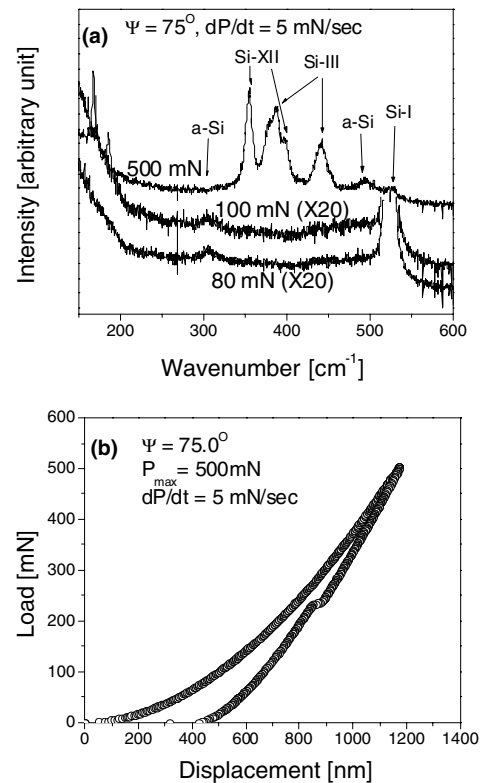 (a) Ψ = 75⁰, dP/dt = 5 mN/sec
Si-XII Si-III
a-Si a-Si Si-I
500 mN
100 mN (X20)
80 mN (X20)
Intensity [arbitrary unit]
200 300 400 500 600
Wavenumber [cm⁻¹]
(b) Ψ = 75.0⁰
Pmax = 500mN
dP/dt = 5 mN/sec
Load [mN]
600
500
400
300
200
100
0
0 200 400 600 800 1000 1200 1400
Displacement [nm]